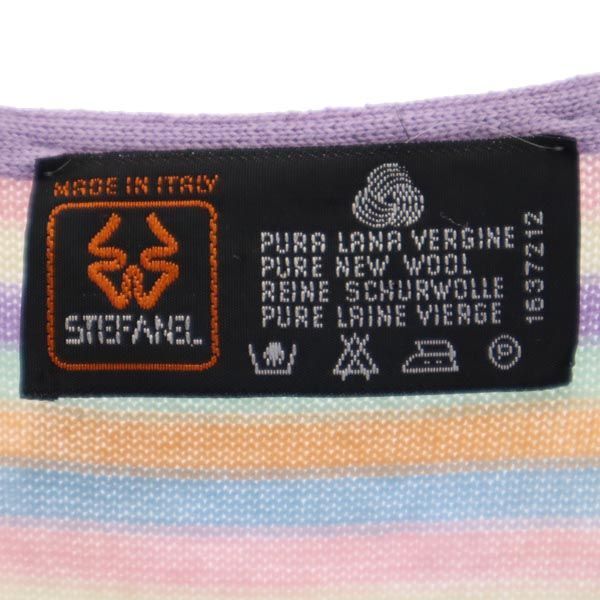 MADE IN ITALY
STEFANEL
PURA LANA VERGINE
PURE NEW WOOL
REINE SCHURWOLLE
PURE LAINE VIERGE
1637212
P